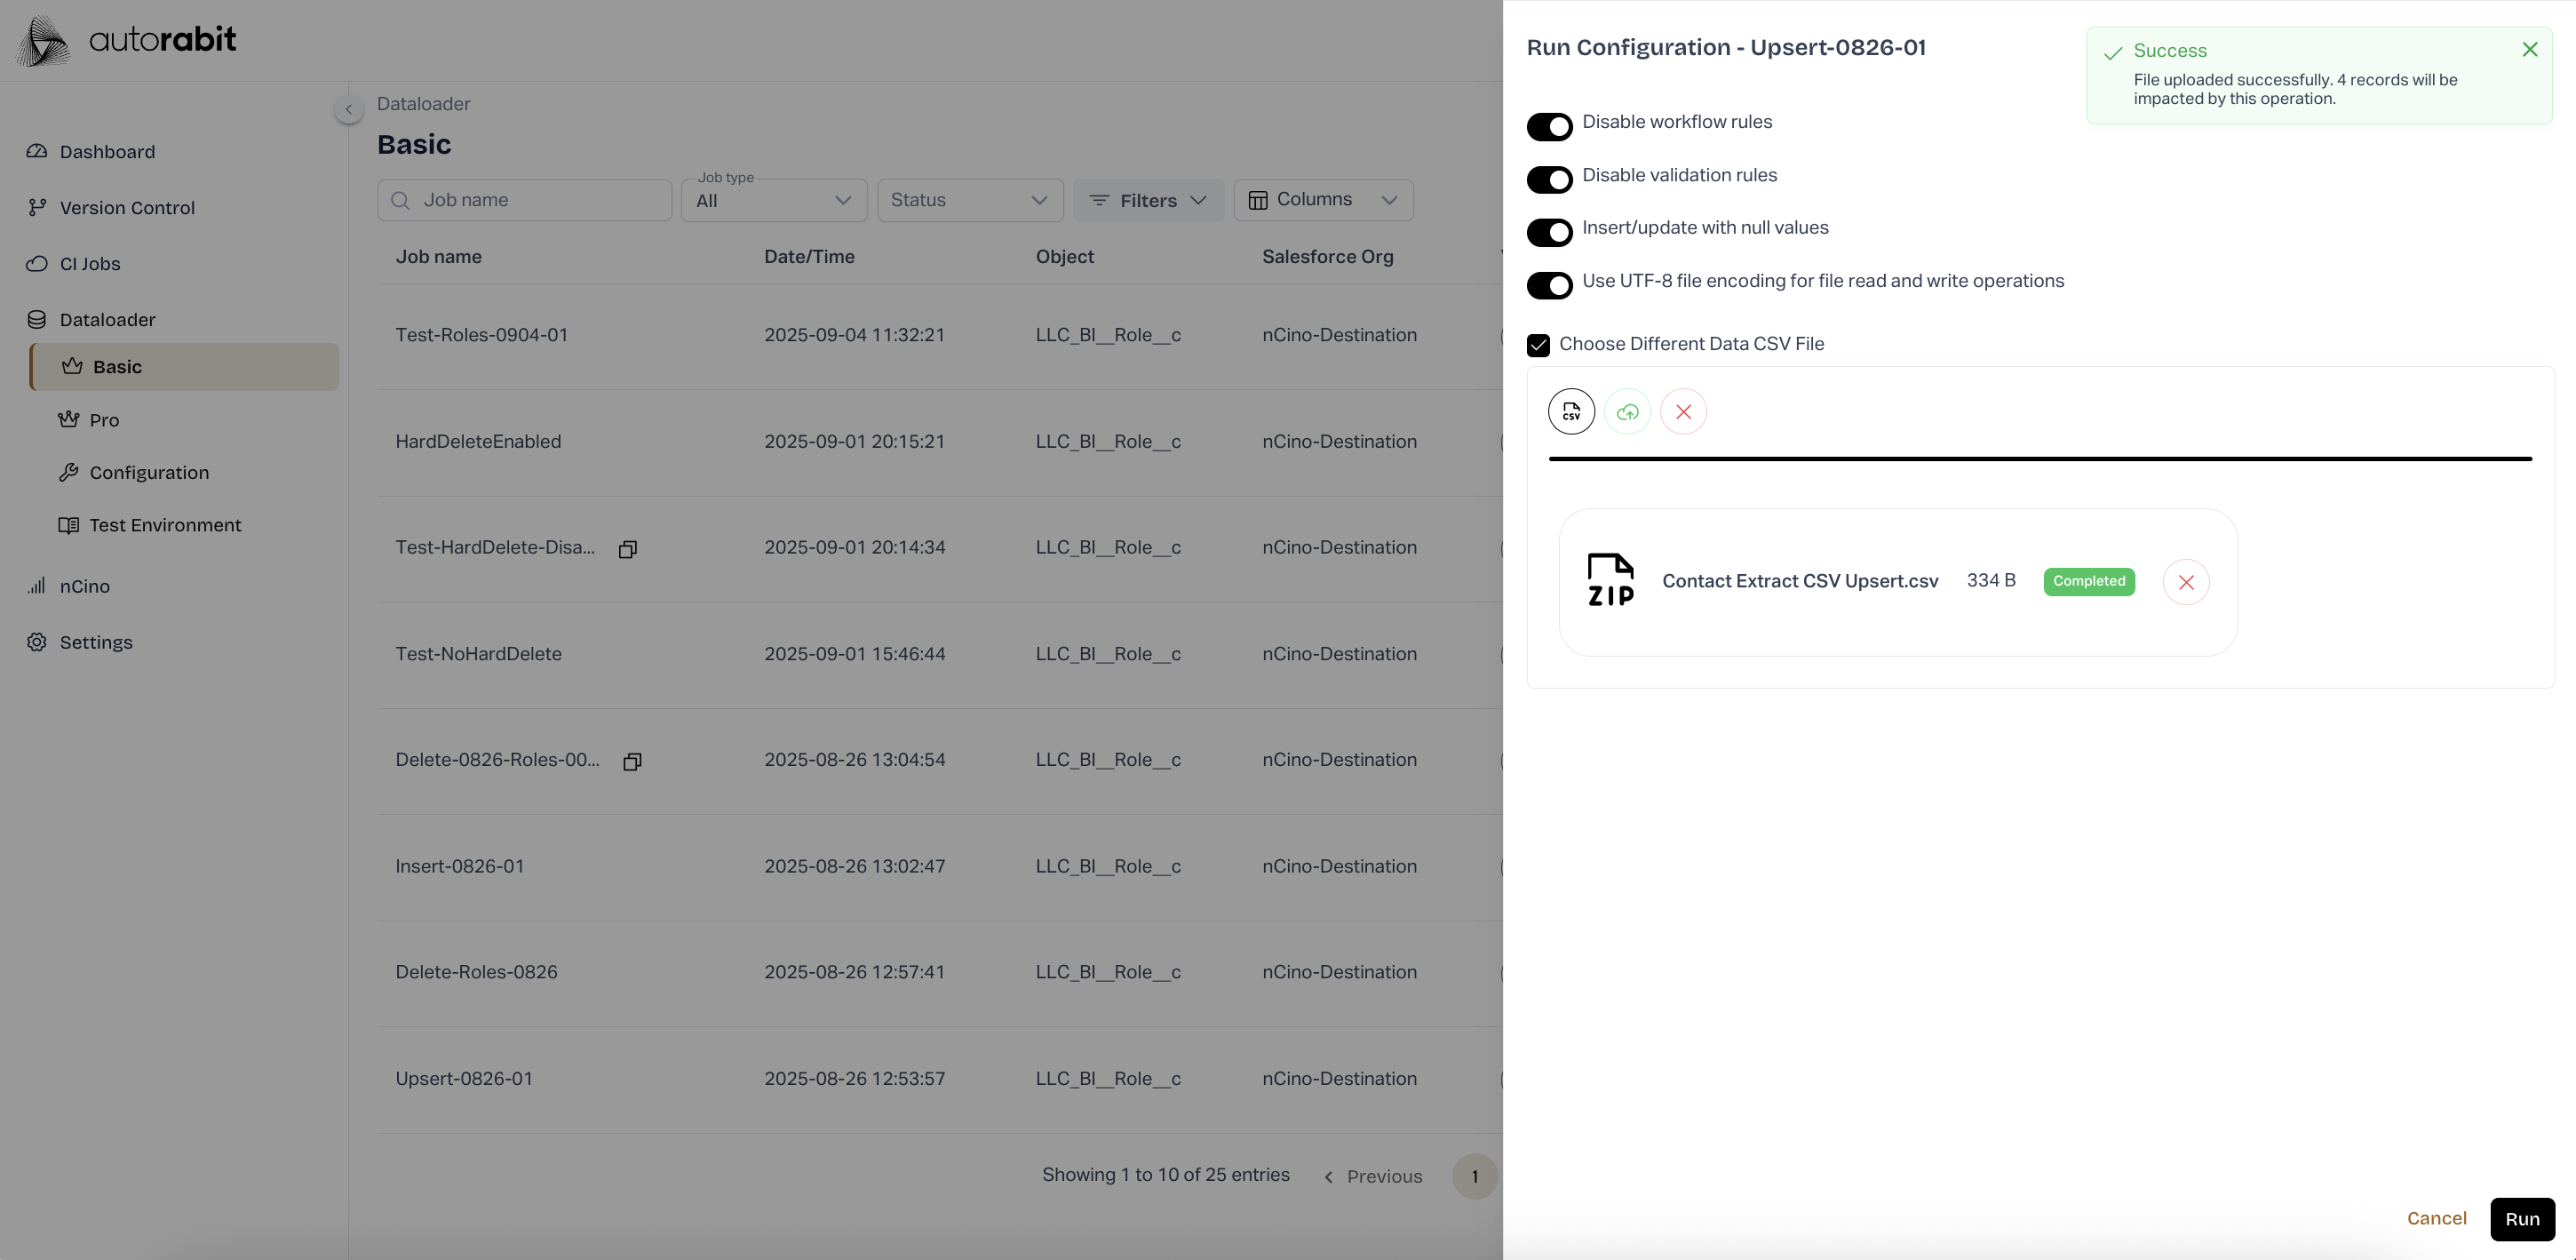 autorabit
Dashboard
Version Control
CI Jobs
Dataloader
Basic
Pro
Configuration
Test Environment
nCino
Settings
Dataloader
Basic
Job name
Job type
All
Status
Filters
Columns
Job name Date/Time Object Salesforce Org
Test-Roles-0904-01 2025-09-04 11:32:21 LLC_BI__Role__c nCino-Destination
HardDeleteEnabled 2025-09-01 20:15:21 LLC_BI__Role__c nCino-Destination
Test-HardDelete-Disa... 2025-09-01 20:14:34 LLC_BI__Role__c nCino-Destination
Test-NoHardDelete 2025-09-01 15:46:44 LLC_BI__Role__c nCino-Destination
Delete-0826-Roles-00... 2025-08-26 13:04:54 LLC_BI__Role__c nCino-Destination
Insert-0826-01 2025-08-26 13:02:47 LLC_BI__Role__c nCino-Destination
Delete-Roles-0826 2025-08-26 12:57:41 LLC_BI__Role__c nCino-Destination
Upsert-0826-01 2025-08-26 12:53:57 LLC_BI__Role__c nCino-Destination
Showing 1 to 10 of 25 entries Previous 1
Run Configuration - Upsert-0826-01
Success
File uploaded successfully. 4 records will be
impacted by this operation.
Disable workflow rules
Disable validation rules
Insert/update with null values
Use UTF-8 file encoding for file read and write operations
Choose Different Data CSV File
CSV
ZIP
Contact Extract CSV Upsert.csv 334 B Completed
Cancel Run